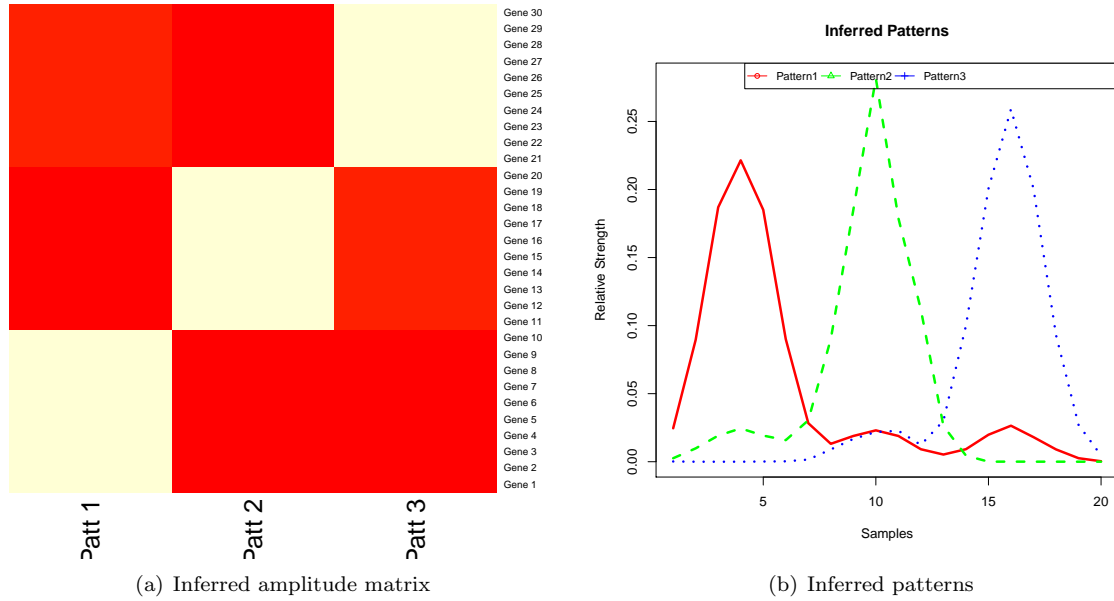 Gene 30
Gene 29
Gene 28
Gene 27
Gene 26
Gene 25
Gene 24
Gene 23
Gene 22
Gene 21
Gene 20
Gene 19
Gene 18
Gene 17
Gene 16
Gene 15
Gene 14
Gene 13
Gene 12
Gene 11
Gene 10
Gene 9
Gene 8
Gene 7
Gene 6
Gene 5
Gene 4
Gene 3
Gene 2
Gene 1
Patt 1
Patt 2
Patt 3
(a) Inferred amplitude matrix
Inferred Patterns
Pattern1 Pattern2 Pattern3
Relative Strength
0.25
0.20
0.15
0.10
0.05
0.00
5 10 15 20
Samples
(b) Inferred patterns